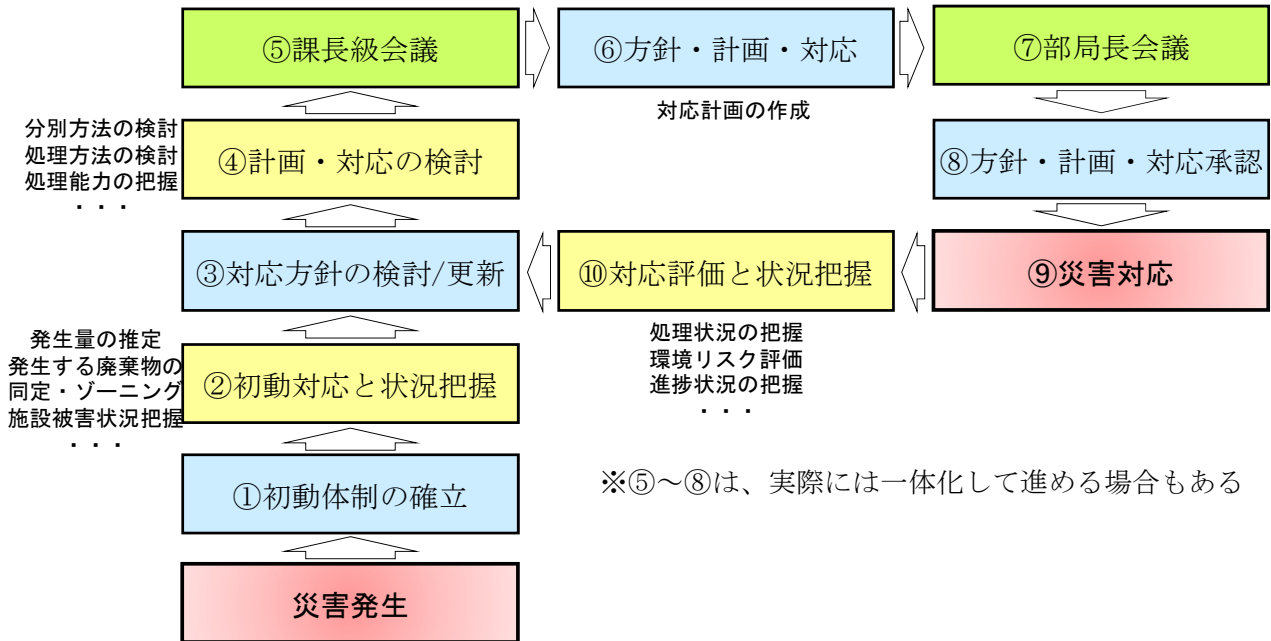 ⑤課長級会議
⑥方針・計画・対応
⑦部局長会議
対応計画の作成
分別方法の検討
処理方法の検討
処理能力の把握
・・・
④計画・対応の検討
⑧方針・計画・対応承認
③対応方針の検討/更新
⑩対応評価と状況把握
⑨災害対応
処理状況の把握
環境リスク評価
進捗状況の把握
・・・
発生量の推定
発生する廃棄物の
同定・ゾーニング
施設被害状況把握
・・・
②初動対応と状況把握
①初動体制の確立
※⑤～⑧は、実際には一体化して進める場合もある
災害発生